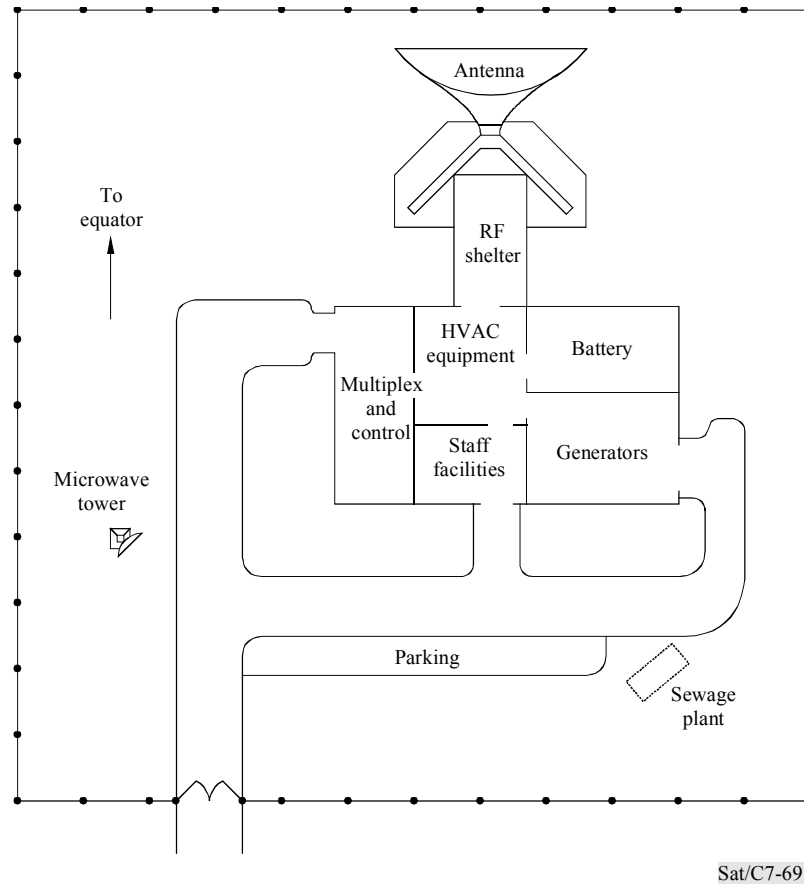 Antenna
To
equator
RF
shelter
HVAC
equipment
Battery
Multiplex
and
control
Staff
facilities
Generators
Microwave
tower
Parking
Sewage
plant
Sat/C7-69